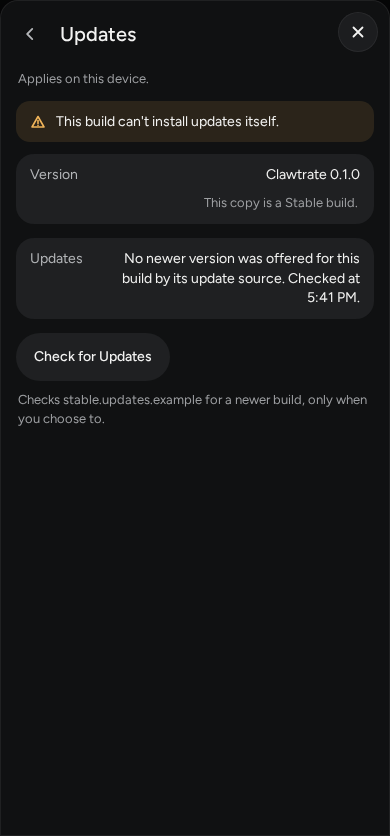 Updates
Applies on this device.
This build can't install updates itself.
Version
Clawtrate 0.1.0
This copy is a Stable build.
Updates
No newer version was offered for this
build by its update source. Checked at
5:41 PM.
Check for Updates
Checks stable.updates.example for a newer build, only when
you choose to.